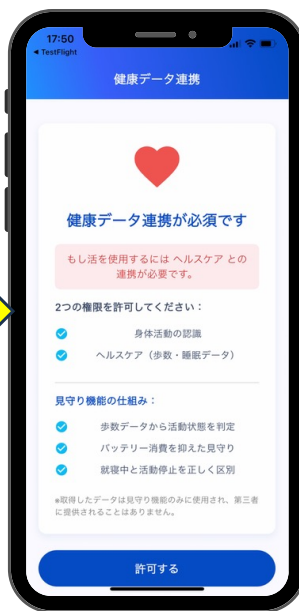 17:50
◀ TestFlight
健康データ連携
健康データ連携が必須です
もし活を使用するには ヘルスケア との
連携が必要です。
2つの権限を許可してください：
身体活動の認識
ヘルスケア（歩数・睡眠データ）
見守り機能の仕組み：
歩数データから活動状態を判定
バッテリー消費を抑えた見守り
就寝中と活動停止を正しく区別
※取得したデータは見守り機能のみに使用され、第三者
に提供されることはありません。
許可する